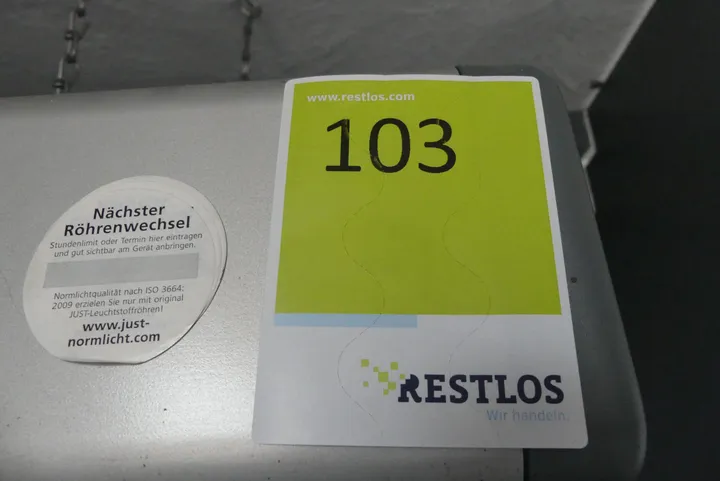 Nächster
Röhrenwechsel
Stundenlimit oder Termin hier eintragen
und gut sichtbar am Gerät anbringen.
Normlichtqualität nach ISO 3664:
2009 erzielen Sie nur mit original
JUST-Leuchtstoffröhren!
www.just-
normlicht.com
www.restlos.com
103
RESTLOS
Wir handeln.